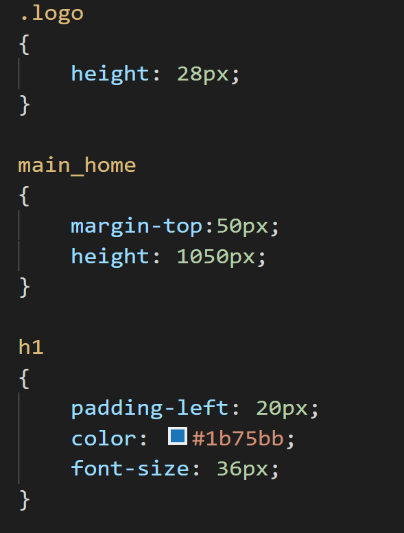 .logo
{
height: 28px;
}
main_home
{
margin-top:50px;
height: 1050px;
}
h1
{
padding-left: 20px;
color: #1b75bb;
font-size: 36px;
}